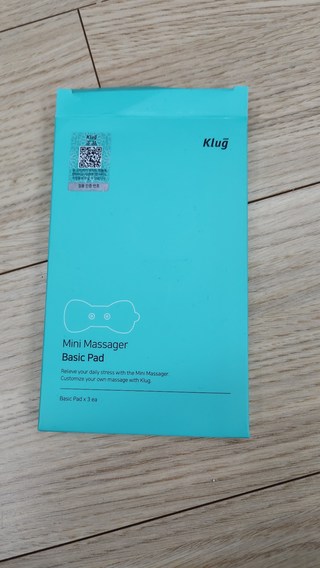 Klug
Klug
Mini Massager
Basic Pad
Relieve your daily stress with the Mini Massager.
Customize your own massage with Klug.
Basic Pad x 3 ea